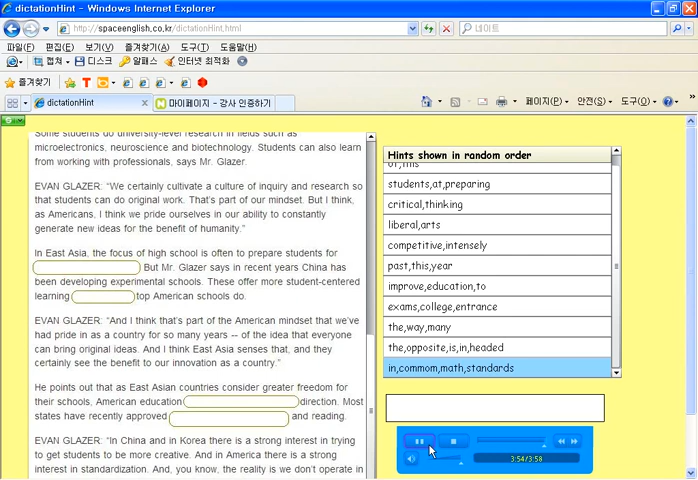 dictationHint - Windows Internet Explorer
http://spaceenglish.co.kr/dictationHint.html
네이트
파일(F) 편집(E) 보기(V) 즐겨찾기(A) 도구(T) 도움말(H)
캡쳐 디스크 알패스 인터넷 최적화
즐겨찾기
dictationHint
마이페이지 - 강사 인증하기
페이지(P) 안전(S) 도구(O)
Some students do university-level research in fields such as
microelectronics, neuroscience and biotechnology. Students can also learn
from working with professionals, says Mr. Glazer.
EVAN GLAZER: “We certainly cultivate a culture of inquiry and research so
that students can do original work. That’s part of our mindset. But I think,
as Americans, I think we pride ourselves in our ability to constantly
generate new ideas for the benefit of humanity.”
In East Asia, the focus of high school is often to prepare students for
But Mr. Glazer says in recent years China has
been developing experimental schools. These offer more student-centered
learning top American schools do.
EVAN GLAZER: “And I think that’s part of the American mindset that we’ve
had pride in as a country for so many years -- of the idea that everyone
can bring original ideas. And I think East Asia senses that, and they
certainly see the benefit to our innovation as a country.”
He points out that as East Asian countries consider greater freedom for
their schools, American education direction. Most
states have recently approved and reading.
EVAN GLAZER: “In China and in Korea there is a strong interest in trying
to get students to be more creative. And in America there is a strong
interest in standardization. And, you know, the reality is we don’t operate in
Hints shown in random order
of,this
students,at,preparing
critical,thinking
liberal,arts
competitive,intensely
past,this,year
improve,education,to
exams,college,entrance
the,way,many
the,opposite,is,in,headed
in,commom,math,standards
3:54/3:58